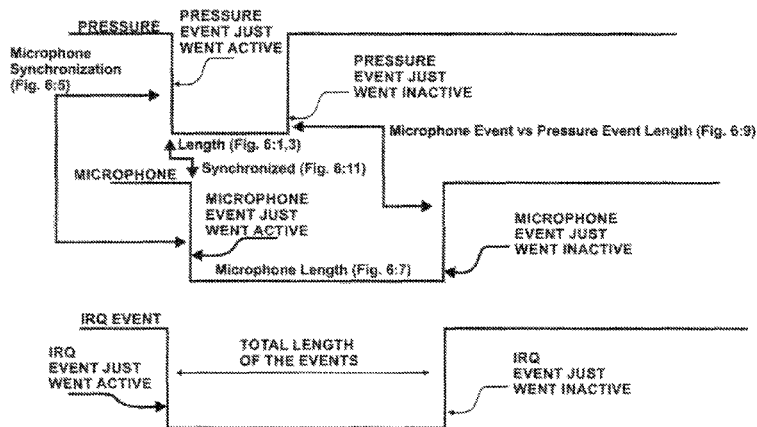 PRESSURE
PRESSURE
EVENT JUST
WENT ACTIVE
Microphone
Synchronization
(Fig. 6:5)
PRESSURE
EVENT JUST
WENT INACTIVE
Length (Fig. 6:1,3)
Microphone Event vs Pressure Event Length (Fig. 6:9)
Synchronized (Fig. 6:11)
MICROPHONE
MICROPHONE
EVENT JUST
WENT ACTIVE
MICROPHONE
EVENT JUST
WENT INACTIVE
Microphone Length (Fig. 6:7)
IRQ EVENT
IRQ
EVENT JUST
WENT ACTIVE
TOTAL LENGTH
OF THE EVENTS
IRQ
EVENT JUST
WENT INACTIVE